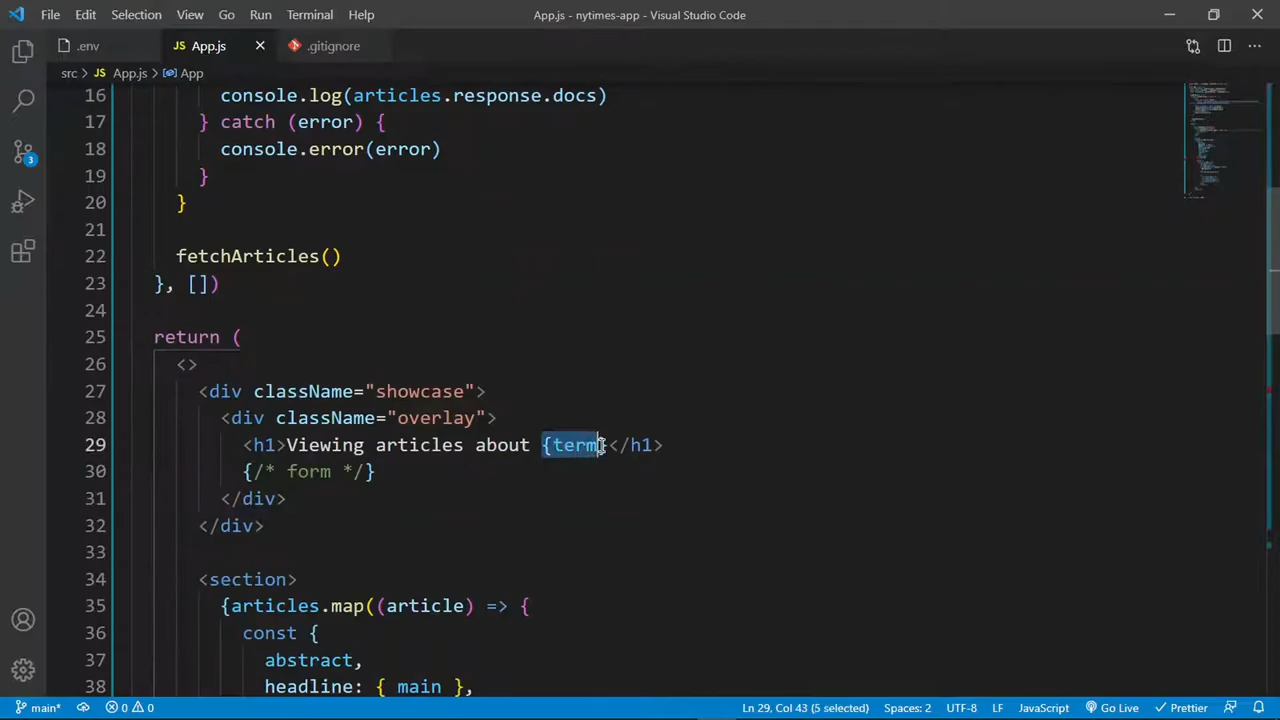 File Edit Selection View Go Run Terminal Help App.js - nytimes-app - Visual Studio Code
.env JS App.js .gitignore
src > JS App.js > App
16 console.log(articles.response.docs)
17 } catch (error) {
18 console.error(error)
19 }
20 }
21
22 fetchArticles()
23 }, [])
24
25 return (
26 <>
27 <div className="showcase">
28 <div className="overlay">
29 <h1>Viewing articles about {term}</h1>
30 {/* form */}
31 </div>
32 </div>
33
34 <section>
35 {articles.map((article) => {
36 const {
37 abstract,
38 headline: { main },
3
main* 0 0 Ln 29, Col 43 (5 selected) Spaces: 2 UTF-8 LF JavaScript Go Live Prettier